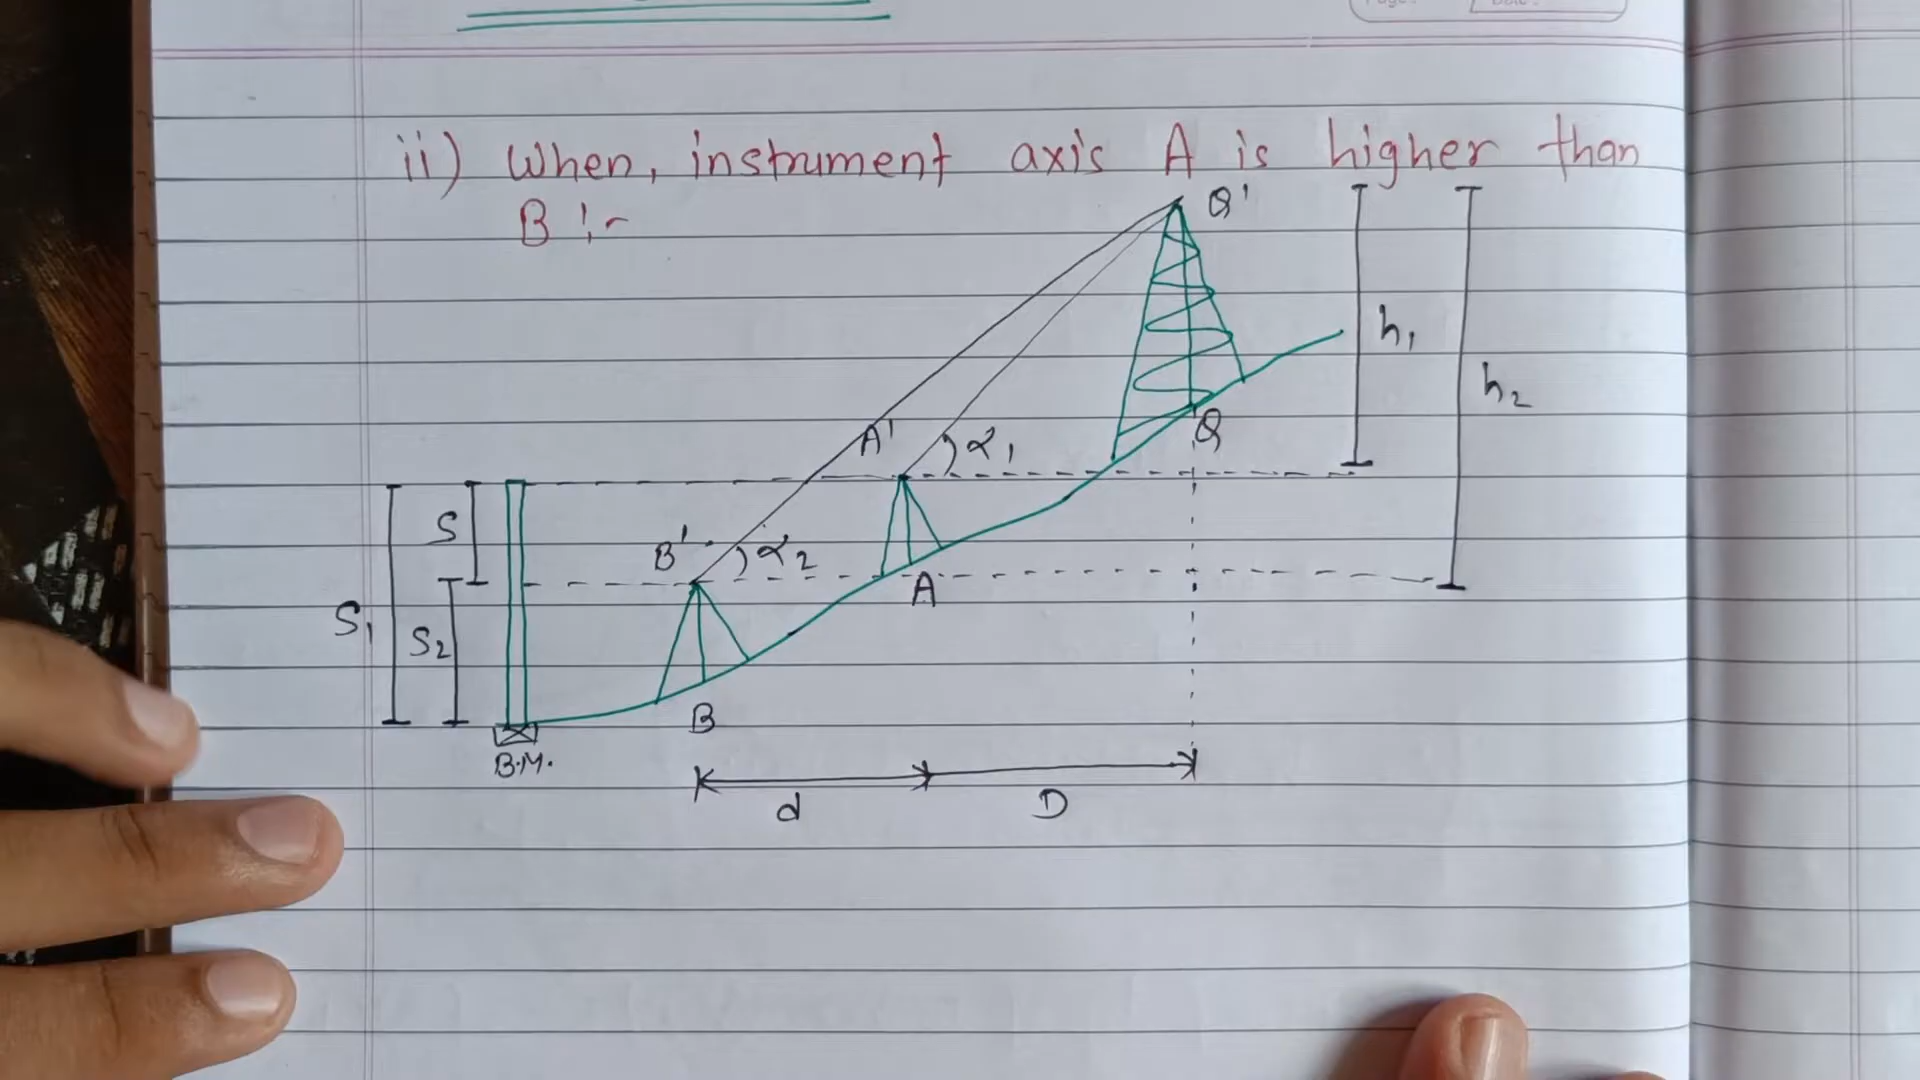 ii) When, instrument axis A is higher than
B :-
Q'
h₁
h₂
A'
α₁
Q
S
B'
α₂
A
S₁
S₂
B
B.M.
d
D